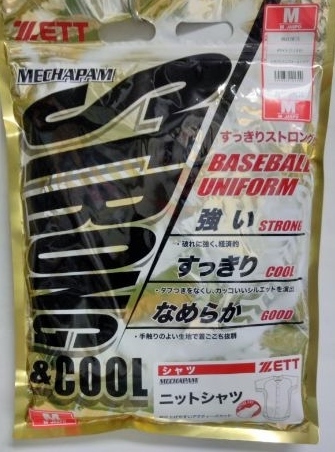 ZETT
MECHAPAM
M
M
M JASPO
STRONG
& COOL
すっきりストロング
BASEBALL
UNIFORM
強い STRONG
・破れに強く、経済的
すっきり COOL
・ダブつきをなくし、カッコいいシルエットを演出
なめらか GOOD
・手触りのよい生地で着ごこち抜群
シャツ
ZETT
MECHAPAM
ニットシャツ
M